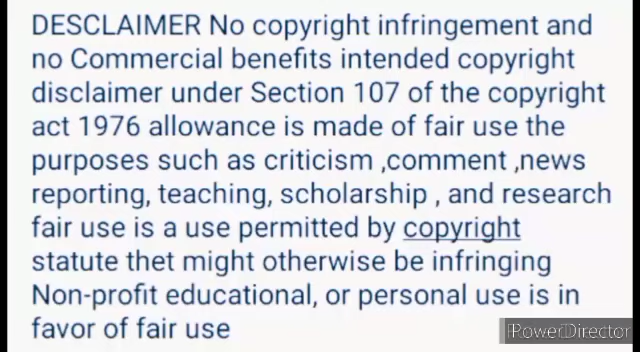 DESCLAIMER No copyright infringement and
no Commercial benefits intended copyright
disclaimer under Section 107 of the copyright
act 1976 allowance is made of fair use the
purposes such as criticism ,comment ,news
reporting, teaching, scholarship , and research
fair use is a use permitted by copyright
statute thet might otherwise be infringing
Non-profit educational, or personal use is in
favor of fair use
PowerDirector